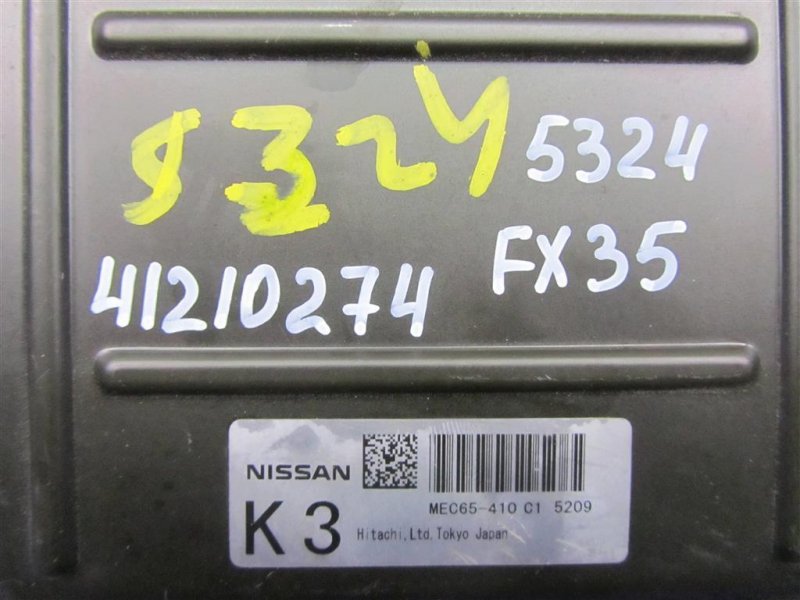 5324
5324
41210274 FX35
NISSAN
MEC65-410 C1 5209
K3
Hitachi,Ltd.Tokyo Japan